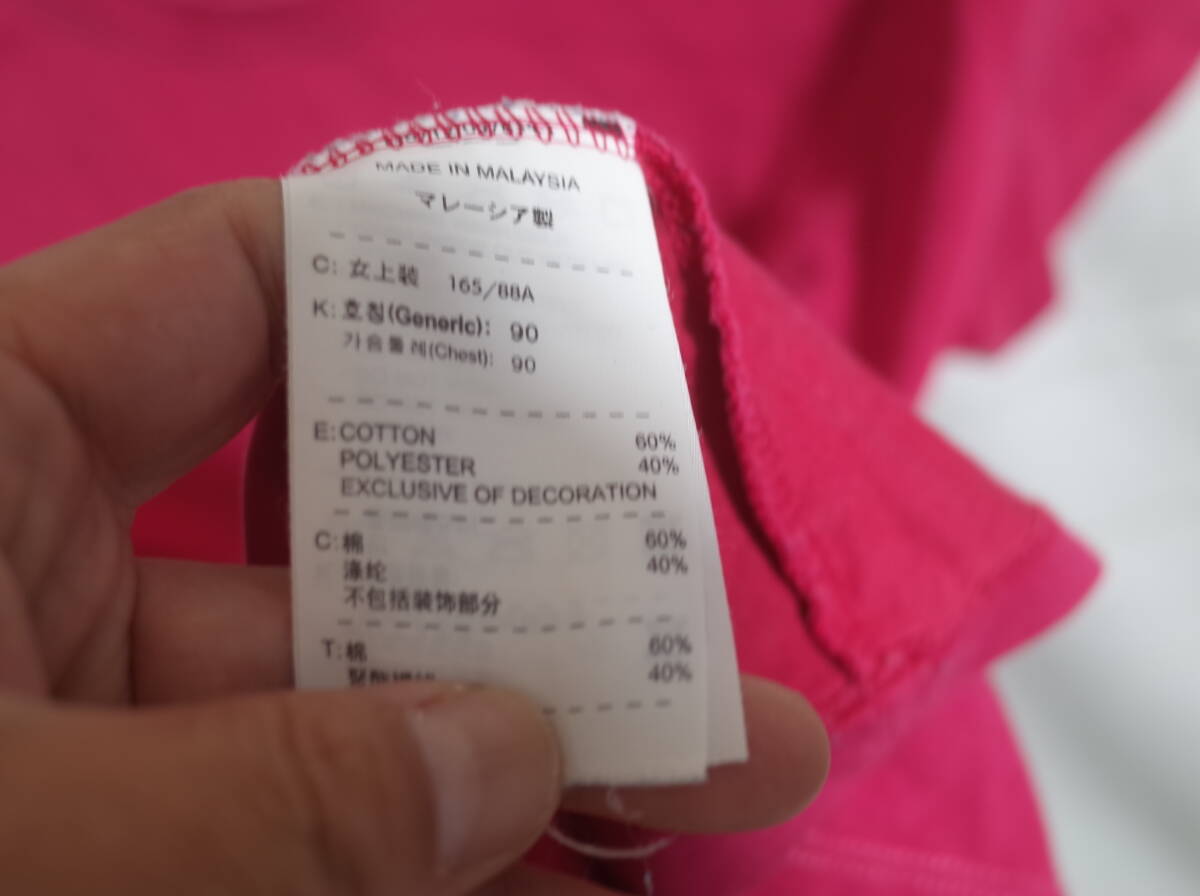 MADE IN MALAYSIA
マレーシア製
C: 女上装 165/88A
K: 호칭(Generic): 90
가슴둘레(Chest): 90
E: COTTON 60%
POLYESTER 40%
EXCLUSIVE OF DECORATION
C: 棉 60%
涤纶 40%
不包括装饰部分
T: 棉 60%
40%